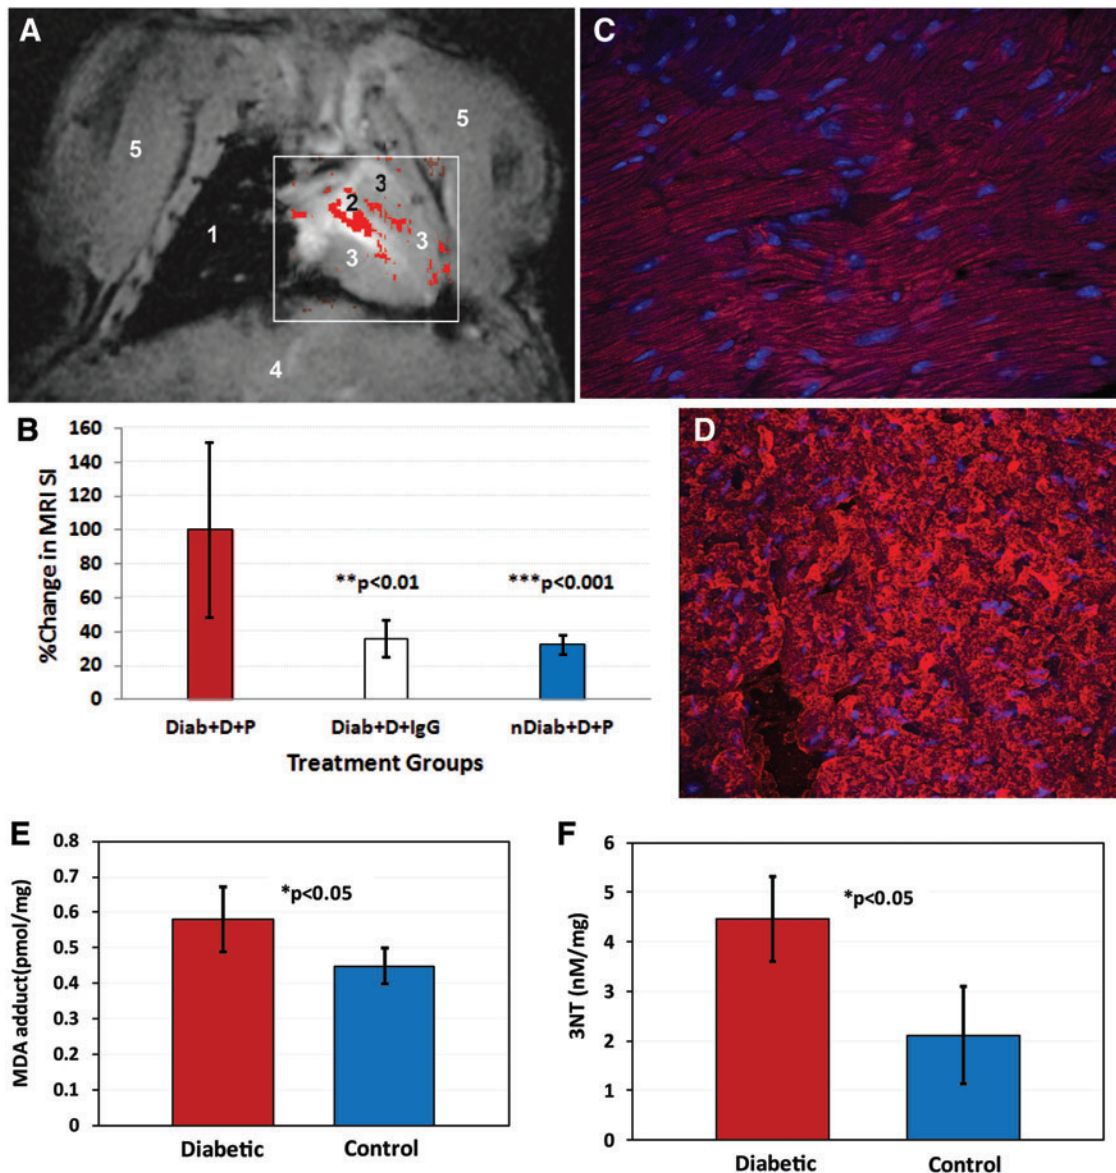 A
5
5
3
2
1
3
3
4
C
B
160
140
120
100
80
60
40
20
0
%Change in MRI SI
**p<0.01
***p<0.001
Diab+D+P
Diab+D+IgG
nDiab+D+P
Treatment Groups
D
E
0.8
0.7
0.6
0.5
0.4
0.3
0.2
0.1
0
MDA adduct(pmol/mg)
*p<0.05
Diabetic
Control
F
6
5
4
3
2
1
0
3NT (nM/mg)
*p<0.05
Diabetic
Control